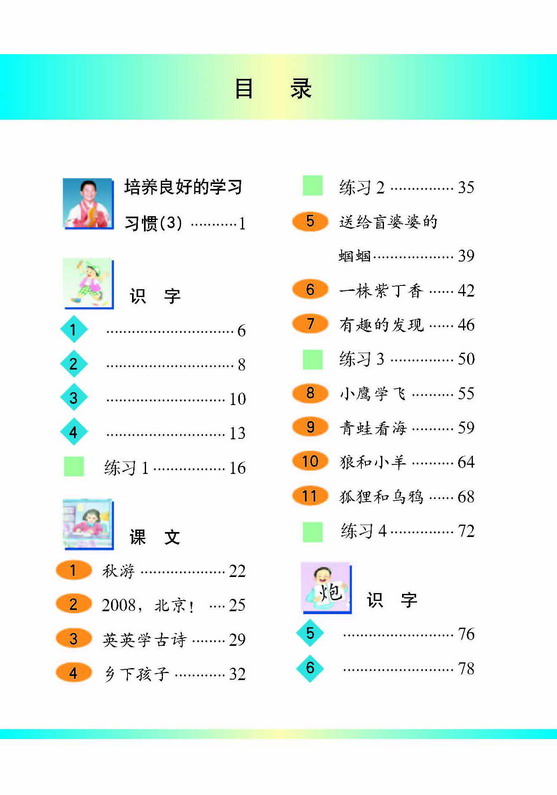 目 录
培养良好的学习
习惯(3) ···········1
识 字
1 ······························ 6
2 ······························ 8
3 ···························· 10
4 ···························· 13
练习1 ················· 16
课 文
1 秋游 ···················· 22
2 2008，北京！ ···· 25
3 英英学古诗 ········ 29
4 乡下孩子 ············ 32
练习2 ··············· 35
5 送给盲婆婆的
蝈蝈··················· 39
6 一株紫丁香 ······ 42
7 有趣的发现 ······ 46
练习3 ··············· 50
8 小鹰学飞 ·········· 55
9 青蛙看海 ·········· 59
10 狼和小羊 ·········· 64
11 狐狸和乌鸦 ······ 68
练习4 ··············· 72
炮
识 字
5 ·························· 76
6 ·························· 78